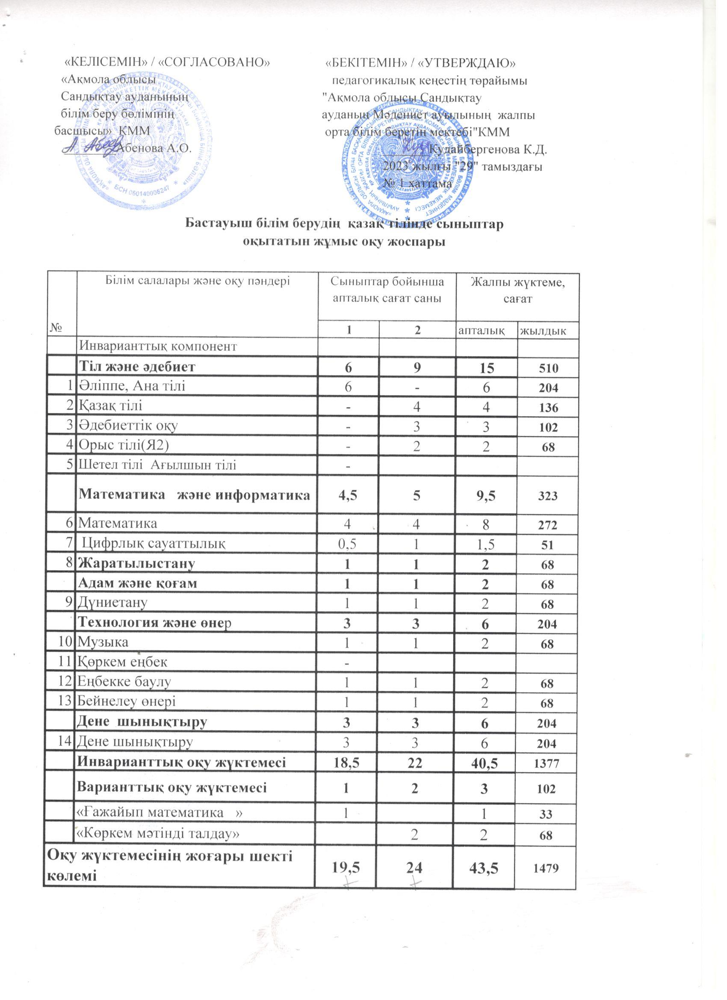 «КЕЛІСЕМІН» / «СОГЛАСОВАНО»
«Ақмола облысы
Сандықтау ауданының
білім беру бөлімінің
басшысы» КММ
________Абенова А.О.
БСН 060140006247
«БЕКІТЕМІН» / «УТВЕРЖДАЮ»
педагогикалық кеңестің төрайымы
"Ақмола облысы Сандықтау
ауданың Мәдениет ауылының жалпы
орта білім беретін мектебі"КММ
________Кудайбергенова К.Д.
2023 жылғы "29" тамыздағы
№ 1 хаттама
Бастауыш білім берудің қазақ тілінде сыныптар
оқытатын жұмыс оқу жоспары
№ Білім салалары және оқу пәндері Сыныптар бойынша апталық сағат саны Жалпы жүктеме, сағат
1 2 апталық жылдык
Инварианттық компонент
Тіл және әдебиет 6 9 15 510
1 Әліппе, Ана тілі 6 - 6 204
2 Қазақ тілі - 4 4 136
3 Әдебиеттік оқу - 3 3 102
4 Орыс тілі(Я2) - 2 2 68
5 Шетел тілі Ағылшын тілі -
Математика және информатика 4,5 5 9,5 323
6 Математика 4 4 8 272
7 Цифрлық сауаттылық 0,5 1 1,5 51
8 Жаратылыстану 1 1 2 68
Адам және қоғам 1 1 2 68
9 Дүниетану 1 1 2 68
Технология және өнер 3 3 6 204
10 Музыка 1 1 2 68
11 Қөркем еңбек -
12 Еңбекке баулу 1 1 2 68
13 Бейнелеу өнері 1 1 2 68
Дене шынықтыру 3 3 6 204
14 Дене шынықтыру 3 3 6 204
Инварианттық оқу жүктемесі 18,5 22 40,5 1377
Варианттық оқу жүктемесі 1 2 3 102
«Ғажайып математика » 1 1 33
«Көркем мәтінді талдау» 2 2 68
Оқу жүктемесінің жоғары шекті
көлемі 19,5 24 43,5 1479